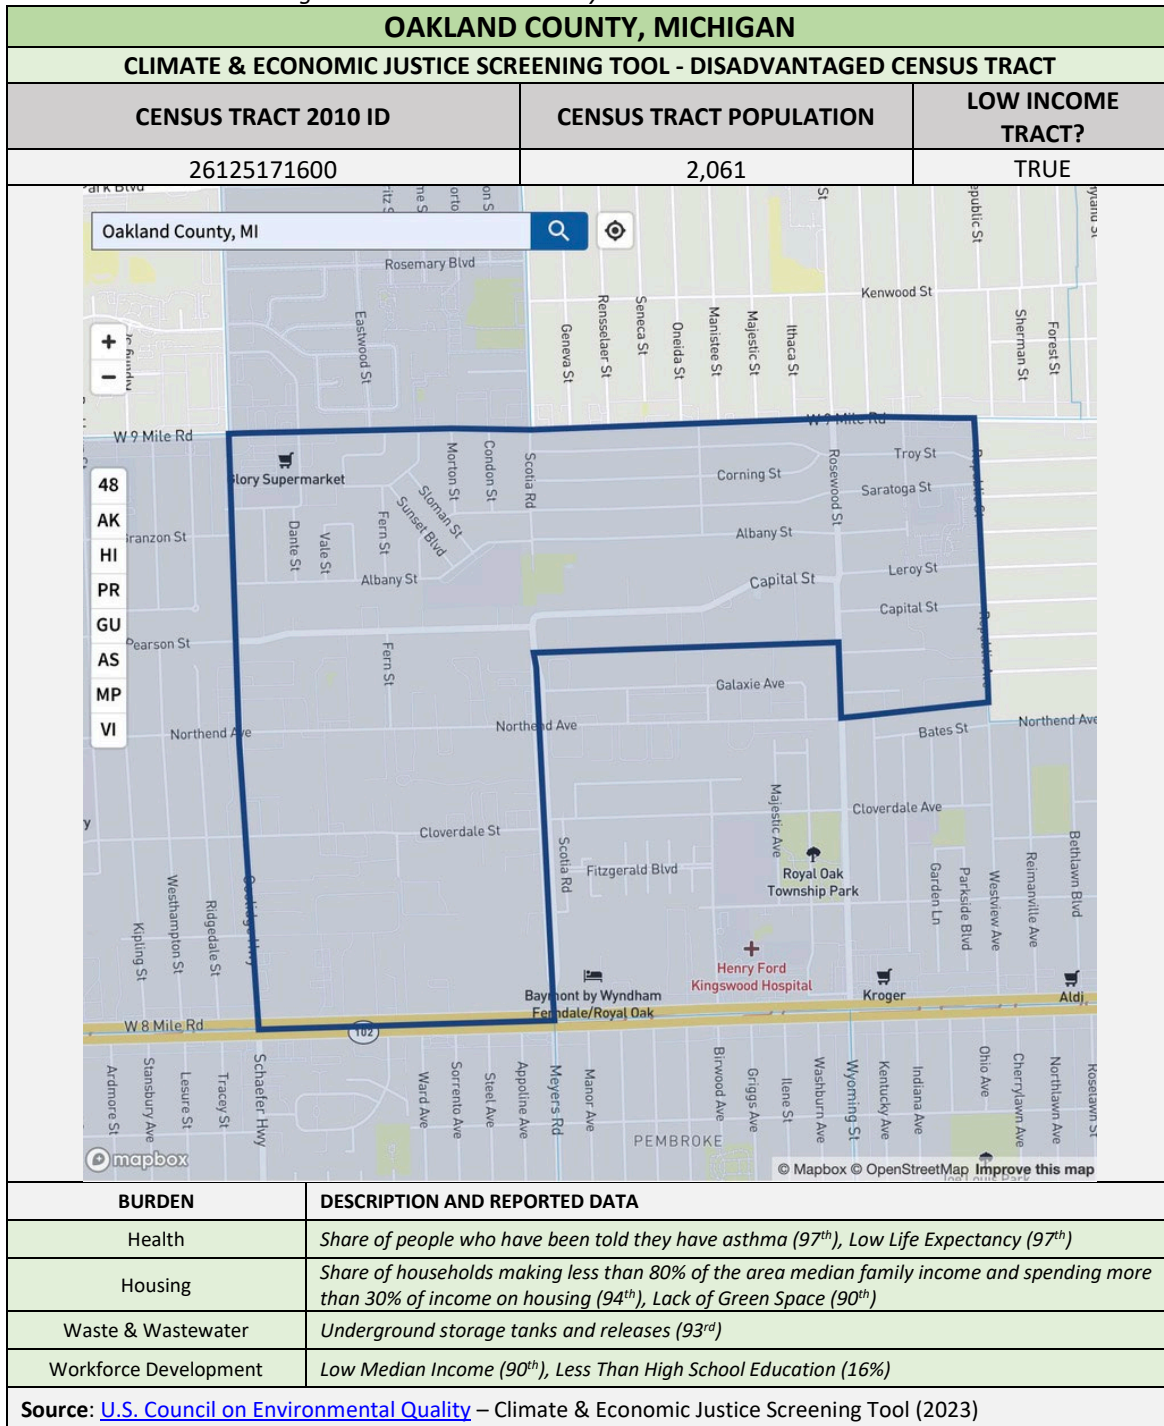 OAKLAND COUNTY, MICHIGAN
CLIMATE & ECONOMIC JUSTICE SCREENING TOOL - DISADVANTAGED CENSUS TRACT
CENSUS TRACT 2010 ID
CENSUS TRACT POPULATION
LOW INCOME
TRACT?
26125171600
2,061
TRUE
Oakland County, MI
Rosemary Blvd
Kenwood St
Eastwood St
Geneva St
Rensselaer St
Seneca St
Oneida St
Manistee St
Majestic St
Ithaca St
Sherman St
Forest St
+
−
W 9 Mile Rd
W 9 Mile Rd
Glory Supermarket
Morton St
Condon St
Scotia Rd
Corning St
Rosewood St
Troy St
Saratoga St
Republic St
48
AK
HI
PR
GU
AS
MP
VI
Sloman St
Sunset Blvd
Dante St
Vale St
Fern St
Albany St
Albany St
Capital St
Leroy St
Capital St
Republic Ave
Pearson St
Fern St
Galaxie Ave
Northend Ave
Northend Ave
Bates St
Northend Ave
Cloverdale St
Majestic Ave
Cloverdale Ave
Scotia Rd
Fitzgerald Blvd
Royal Oak
Township Park
Garden Ln
Parkside Blvd
Westview Ave
Reimanville Ave
Bethlawn Blvd
Kipling St
Westhampton St
Ridgedale St
Coolidge Hwy
Henry Ford
Kingswood Hospital
Baymont by Wyndham
Ferndale/Royal Oak
Kroger
Aldi
W 8 Mile Rd
102
Ardmore St
Stansbury Ave
Lesure St
Tracey St
Schaefer Hwy
Ward Ave
Sorrento Ave
Steel Ave
Appoline Ave
Meyers Rd
Manor Ave
PEMBROKE
Birwood Ave
Griggs Ave
Ilene St
Washburn Ave
Wyoming St
Kentucky Ave
Indiana Ave
Ohio Ave
Cherrylawn Ave
Northlawn Ave
Roselawn St
mapbox
© Mapbox © OpenStreetMap Improve this map
BURDEN
DESCRIPTION AND REPORTED DATA
Health
Share of people who have been told they have asthma (97th), Low Life Expectancy (97th)
Housing
Share of households making less than 80% of the area median family income and spending more
than 30% of income on housing (94th), Lack of Green Space (90th)
Waste & Wastewater
Underground storage tanks and releases (93rd)
Workforce Development
Low Median Income (90th), Less Than High School Education (16%)
Source: U.S. Council on Environmental Quality – Climate & Economic Justice Screening Tool (2023)